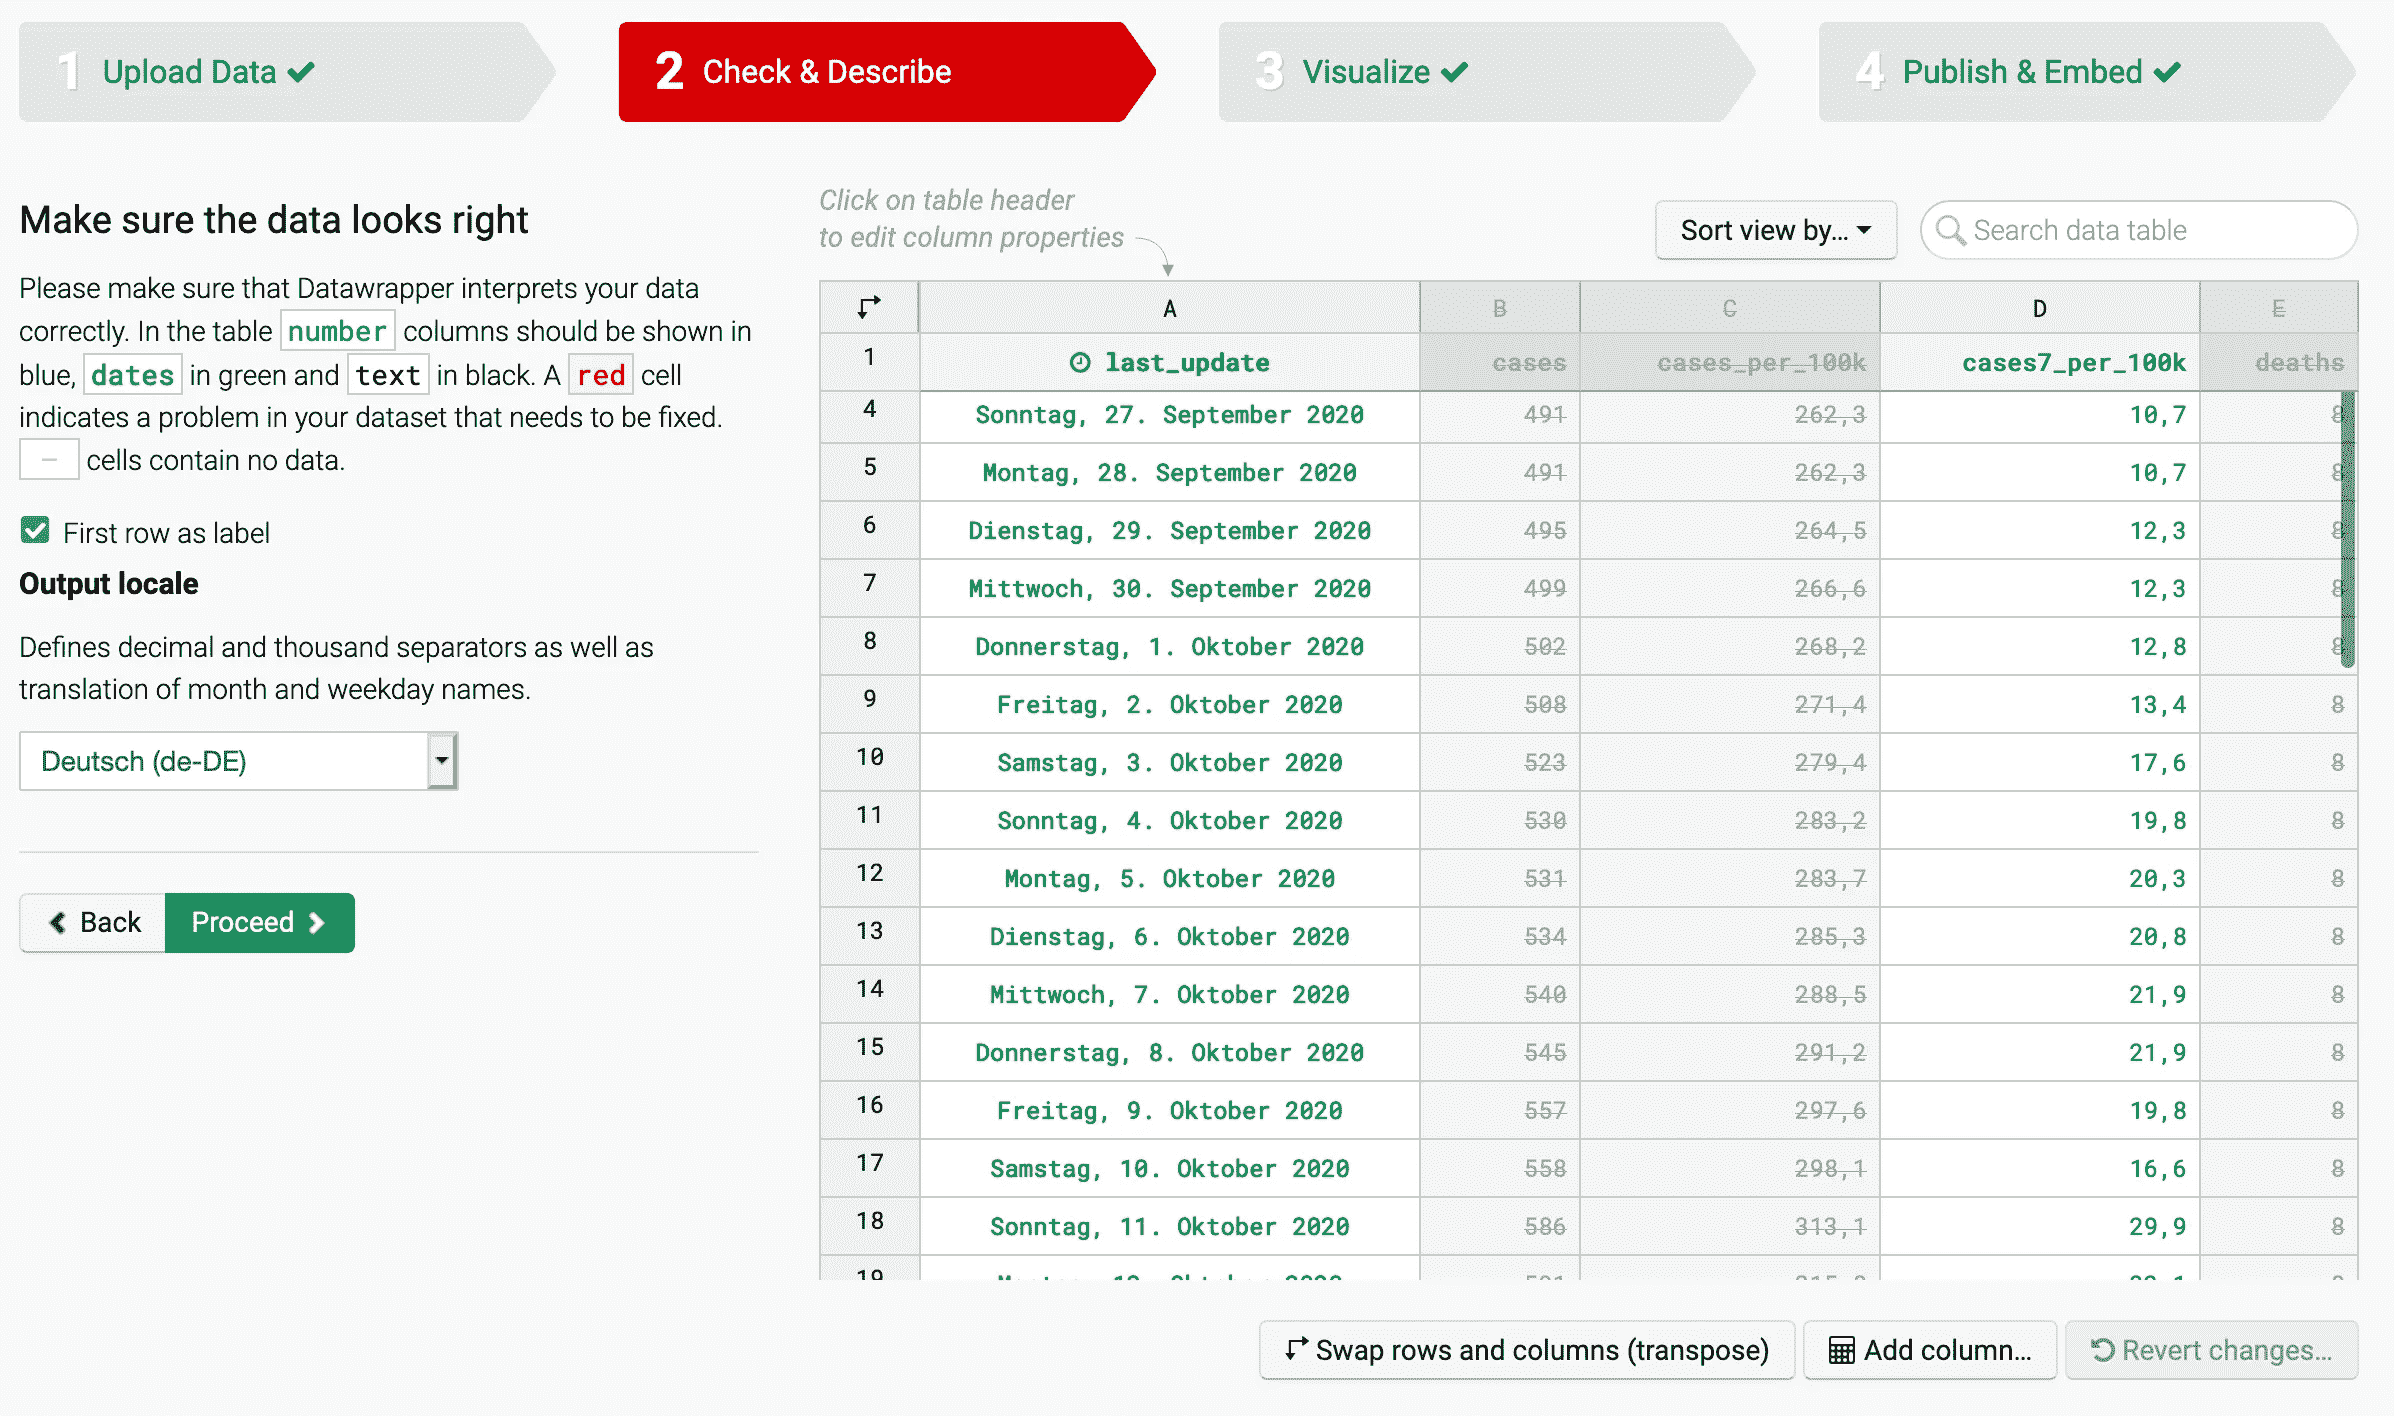 1 Upload Data
2 Check & Describe
3 Visualize
4 Publish & Embed
Make sure the data looks right
Please make sure that Datawrapper interprets your data
correctly. In the table number columns should be shown in
blue, dates in green and text in black. A red cell
indicates a problem in your dataset that needs to be fixed.
– cells contain no data.
First row as label
Output locale
Defines decimal and thousand separators as well as
translation of month and weekday names.
Deutsch (de-DE)
Back Proceed
Click on table header
to edit column properties
Sort view by...
Search data table
A B C D E
1 last_update cases cases_per_100k cases7_per_100k deaths
4 Sonntag, 27. September 2020 491 262,3 10,7 8
5 Montag, 28. September 2020 491 262,3 10,7 8
6 Dienstag, 29. September 2020 495 264,5 12,3 8
7 Mittwoch, 30. September 2020 499 266,6 12,3 8
8 Donnerstag, 1. Oktober 2020 502 268,2 12,8 8
9 Freitag, 2. Oktober 2020 508 271,4 13,4 8
10 Samstag, 3. Oktober 2020 523 279,4 17,6 8
11 Sonntag, 4. Oktober 2020 530 283,2 19,8 8
12 Montag, 5. Oktober 2020 531 283,7 20,3 8
13 Dienstag, 6. Oktober 2020 534 285,3 20,8 8
14 Mittwoch, 7. Oktober 2020 540 288,5 21,9 8
15 Donnerstag, 8. Oktober 2020 545 291,2 21,9 8
16 Freitag, 9. Oktober 2020 557 297,6 19,8 8
17 Samstag, 10. Oktober 2020 558 298,1 16,6 8
18 Sonntag, 11. Oktober 2020 586 313,1 29,9 8
19
Swap rows and columns (transpose) Add column... Revert changes...